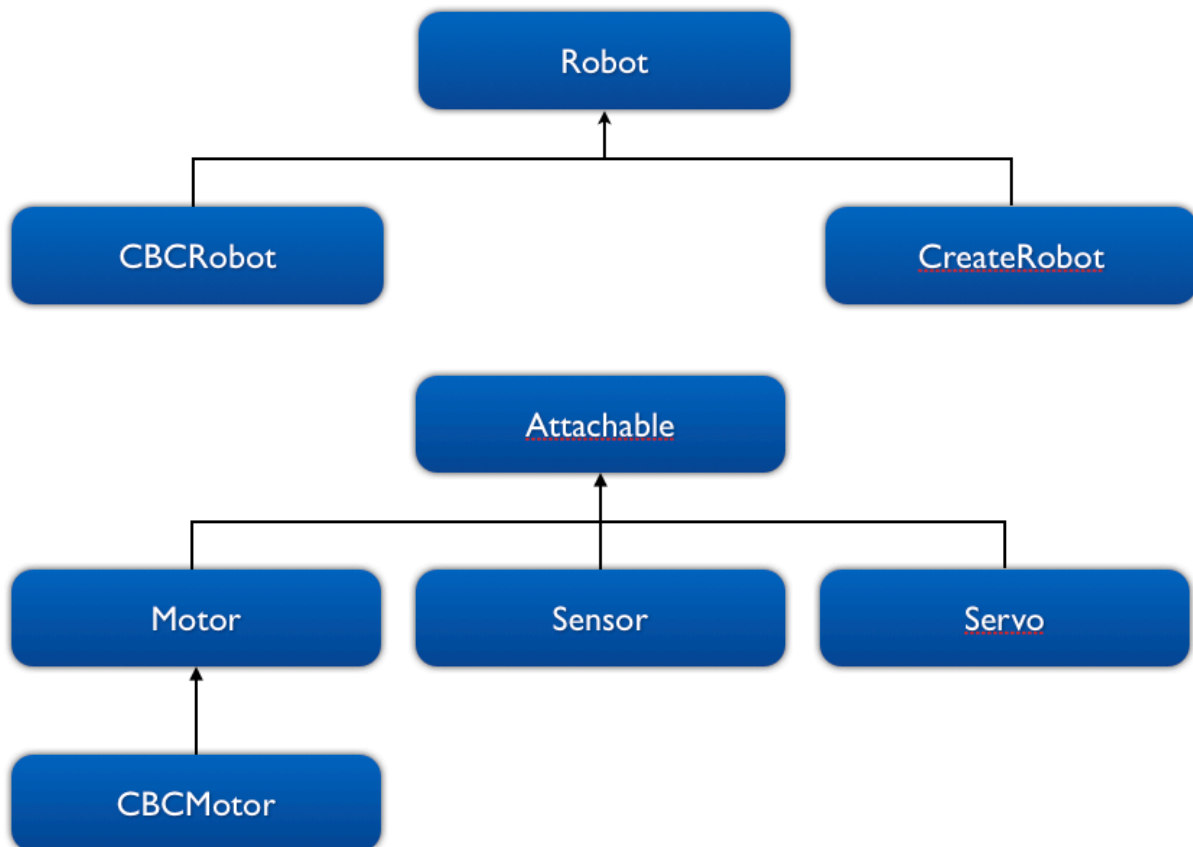 Robot
CBCRobot
CreateRobot
Attachable
Motor
Sensor
Servo
CBCMotor